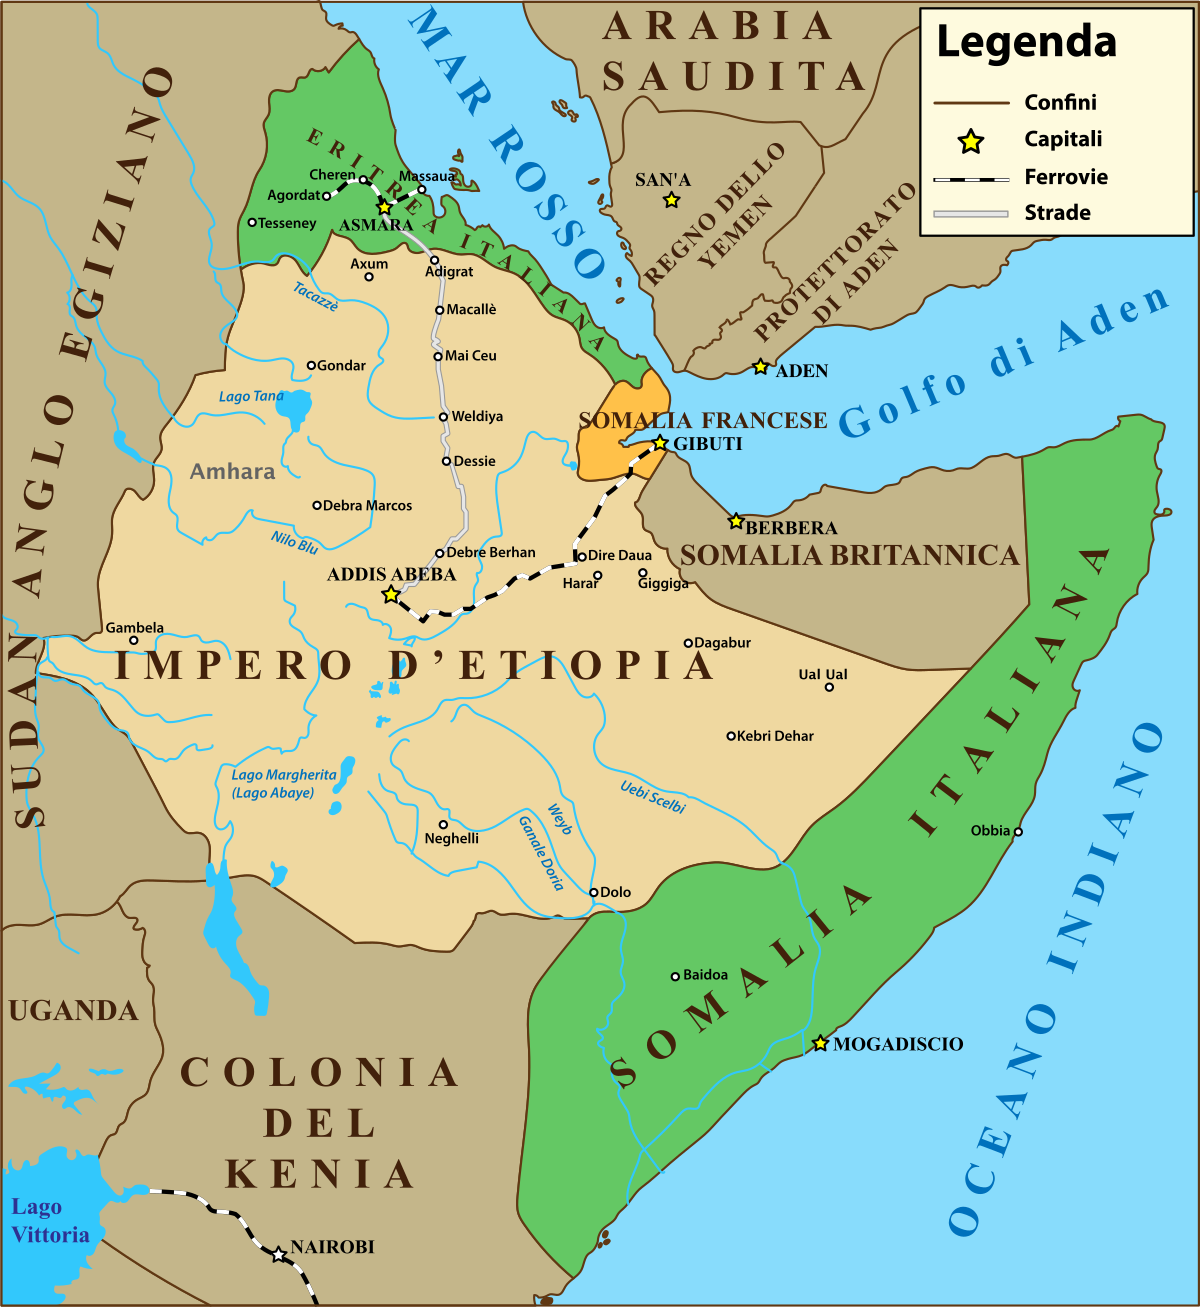 Legenda
Confini
Capitali
Ferrovie
Strade
ARABIA
SAUDITA
MAR ROSSO
SUDAN ANGLO EGIZIANO
ERITREA ITALIANA
Cheren
Massaua
Agordat
Tesseney
ASMARA
SAN'A
REGNO DELLO
YEMEN
PROTETTORATO
DI ADEN
ADEN
Golfo di Aden
Axum
Adigrat
Tacazzè
Macallè
Mai Ceu
Gondar
Lago Tana
Weldiya
Amhara
Dessie
Debra Marcos
Nilo Blu
Debre Berhan
ADDIS ABEBA
SOMALIA FRANCESE
GIBUTI
BERBERA
SOMALIA BRITANNICA
Dire Daua
Harar
Giggiga
Gambela
IMPERO D’ETIOPIA
Dagabur
Ual Ual
Kebri Dehar
Lago Margherita
(Lago Abaye)
Uebi Scelbi
Weyb
Ganale Doria
Neghelli
Dolo
SOMALIA ITALIANA
Obbia
Baidoa
MOGADISCIO
OCEANO INDIANO
UGANDA
COLONIA
DEL
KENIA
Lago
Vittoria
NAIROBI